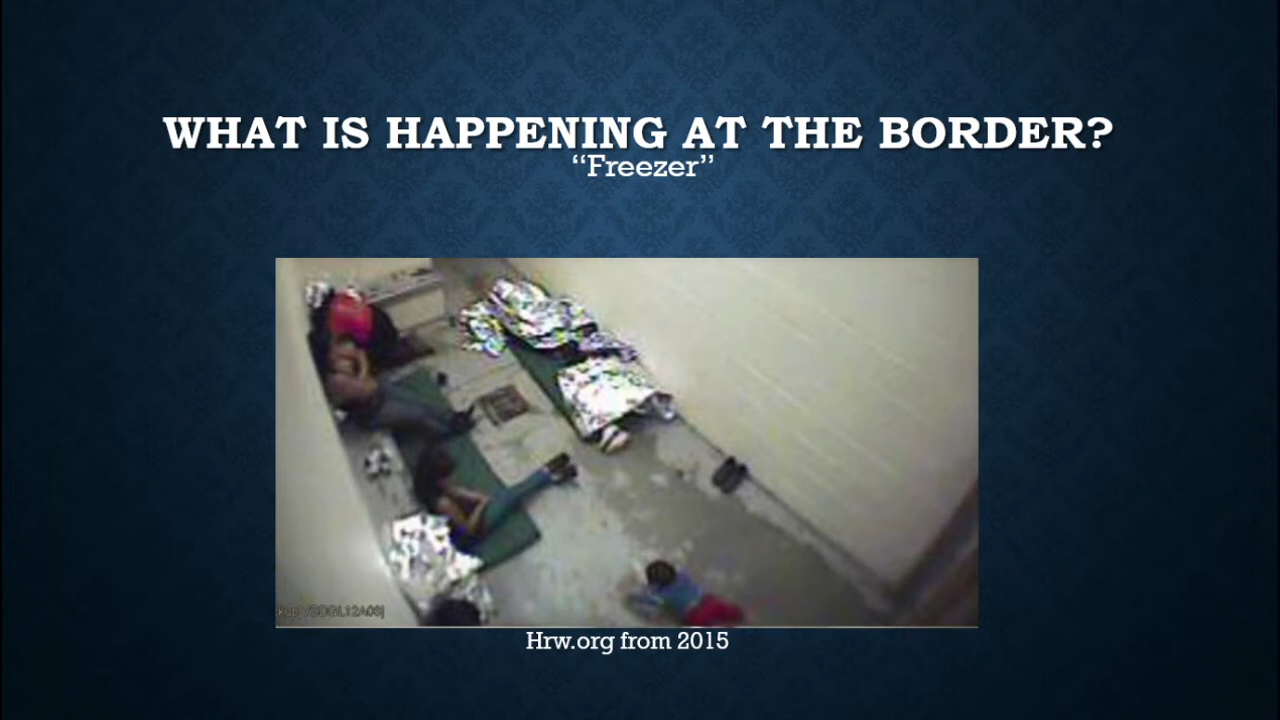 WHAT IS HAPPENING AT THE BORDER?
“Freezer”
Hrw.org from 2015